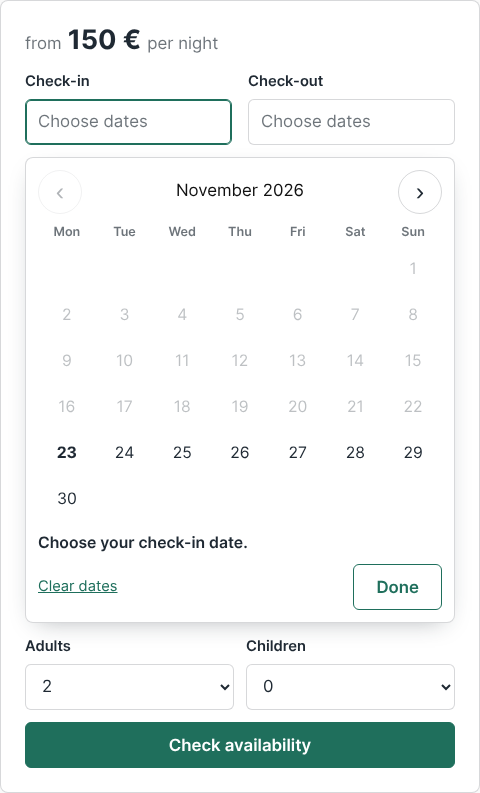 from 150 € per night
Check-in Check-out
Choose dates Choose dates
November 2026
Mon Tue Wed Thu Fri Sat Sun
1
2 3 4 5 6 7 8
9 10 11 12 13 14 15
16 17 18 19 20 21 22
23 24 25 26 27 28 29
30
Choose your check-in date.
Clear dates Done
Adults Children
2 0
Check availability